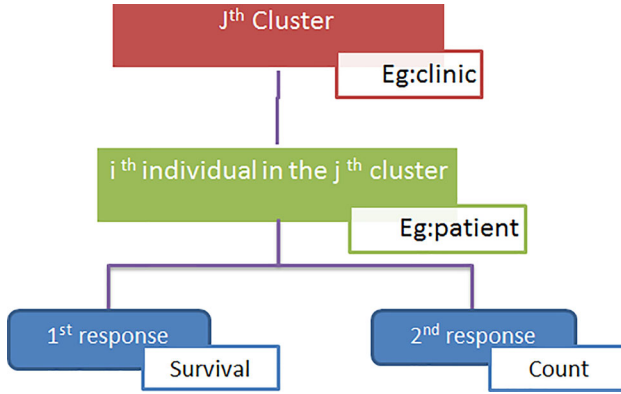 Jth Cluster
Eg:clinic
i th individual in the j th cluster
Eg:patient
1st response
Survival
2nd response
Count